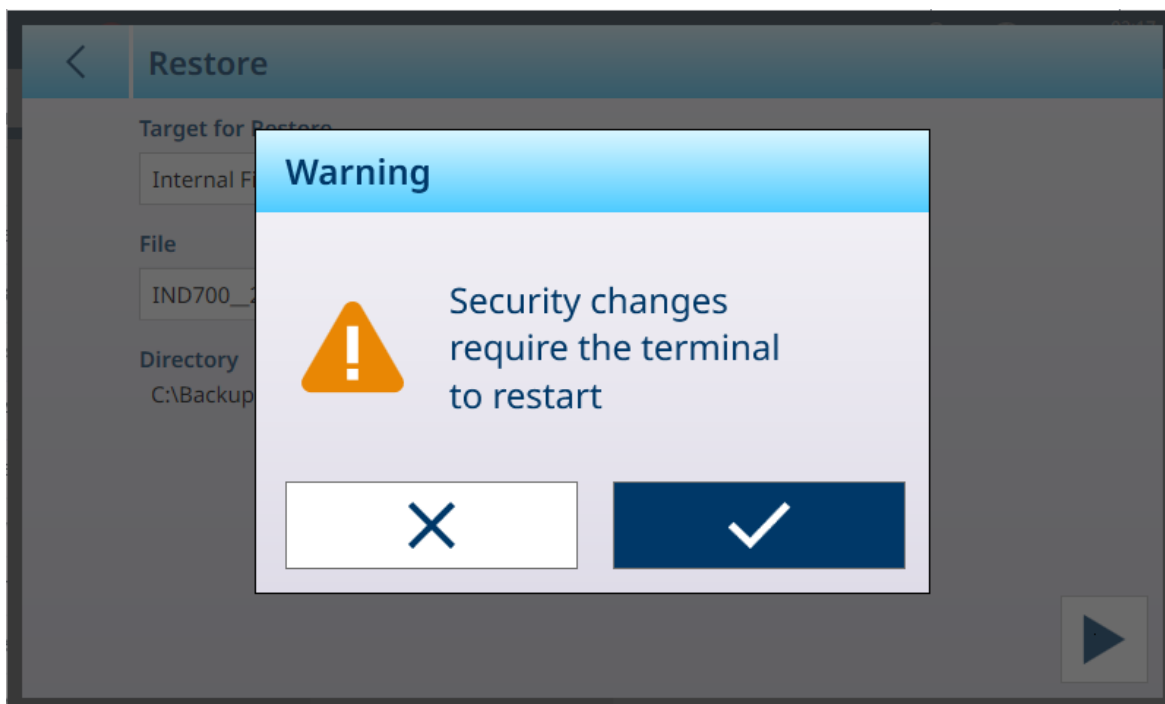 Restore
Target for Restore
Internal Fi
File
IND700__2
Directory
C:\Backup
Warning
Security changes
require the terminal
to restart